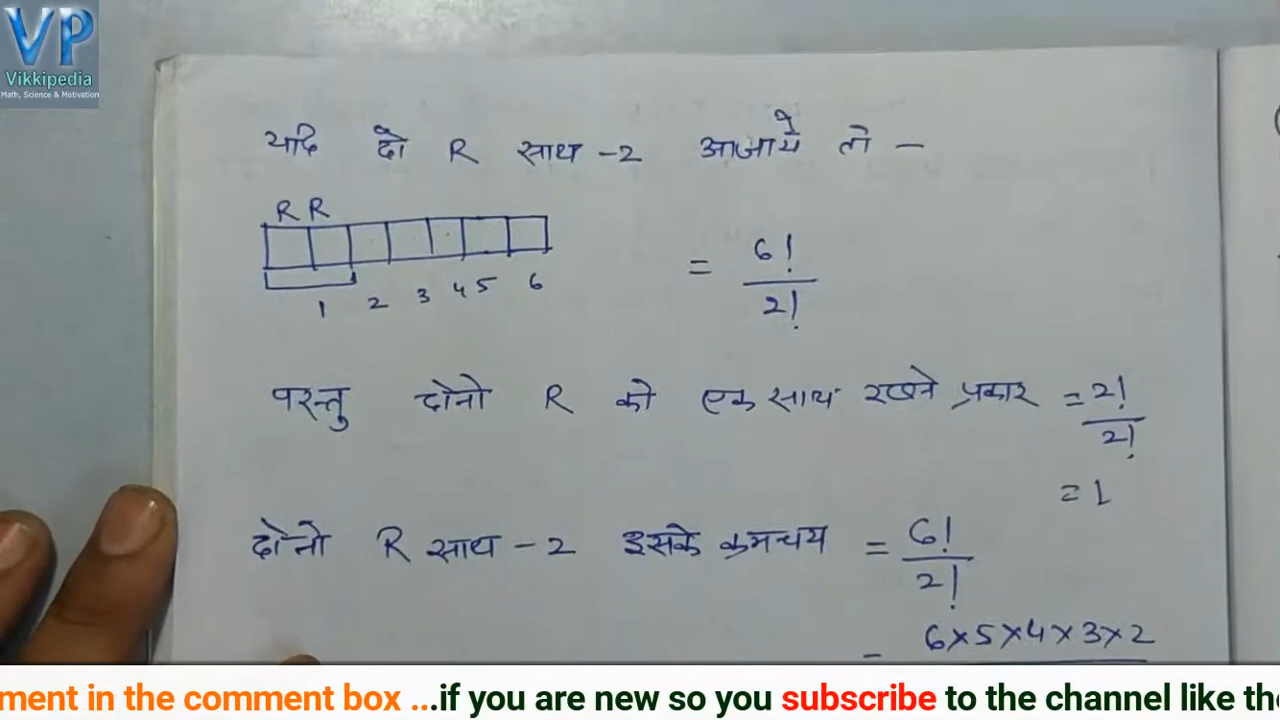 VP
Vikkipedia
Math, Science & Motivation
यदि दो R साथ -2 आजाये तो -
R R
1 2 3 4 5 6
= 6! / 2!
परन्तु दोनो R को एक साथ रखने प्रकार = 2! / 2!
= 1
दोनो R साथ -2 इसके क्रमचय = 6! / 2!
= 6×5×4×3×2
ment in the comment box ...if you are new so you subscribe to the channel like the